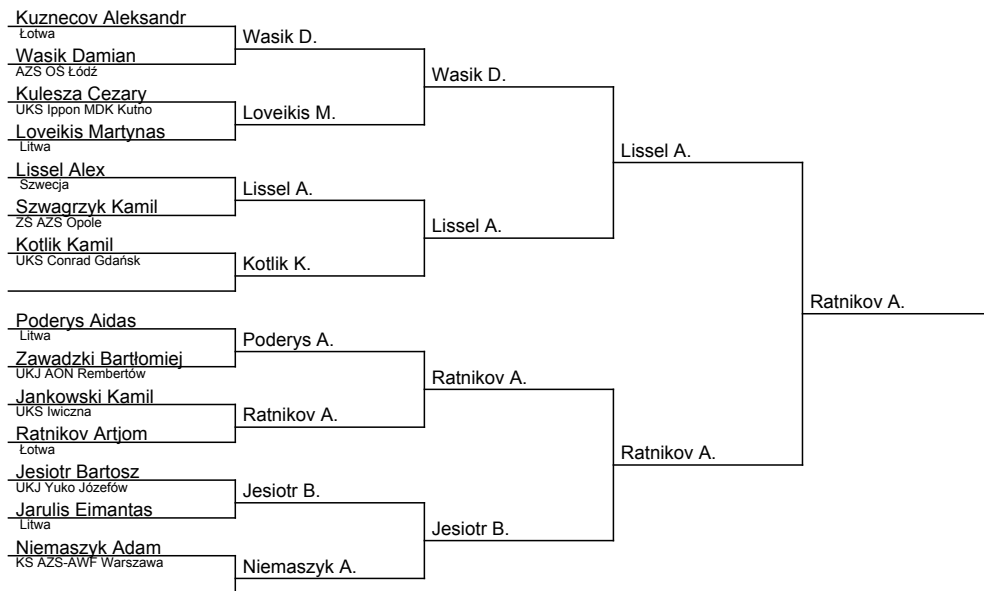 Kuznecov Aleksandr
Łotwa
Wasik Damian
AZS OŚ Łódź
Kulesza Cezary
UKS Ippon MDK Kutno
Loveikis Martynas
Litwa
Lissel Alex
Szwecja
Szwagrzyk Kamil
ZS AZS Opole
Kotlik Kamil
UKS Conrad Gdańsk
Poderys Aidas
Litwa
Zawadzki Bartłomiej
UKJ AON Rembertów
Jankowski Kamil
UKS Iwiczna
Ratnikov Artjom
Łotwa
Jesiotr Bartosz
UKJ Yuko Józefów
Jarulis Eimantas
Litwa
Niemaszyk Adam
KS AZS-AWF Warszawa
Wasik D.
Loveikis M.
Lissel A.
Kotlik K.
Poderys A.
Ratnikov A.
Jesiotr B.
Niemaszyk A.
Wasik D.
Lissel A.
Ratnikov A.
Jesiotr B.
Lissel A.
Ratnikov A.
Ratnikov A.